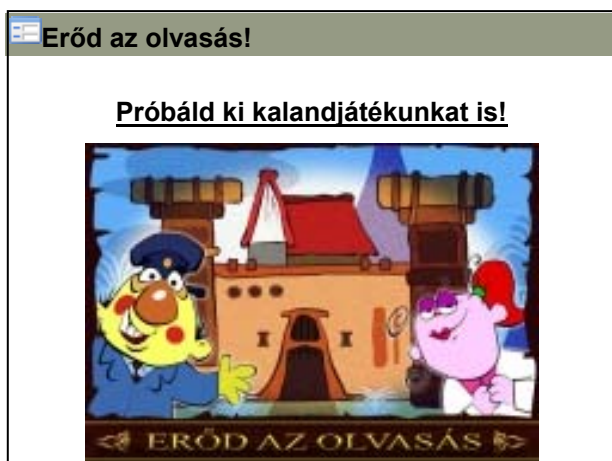 Erőd az olvasás!
Próbáld ki kalandjátékunkat is!
ERŐD AZ OLVASÁS